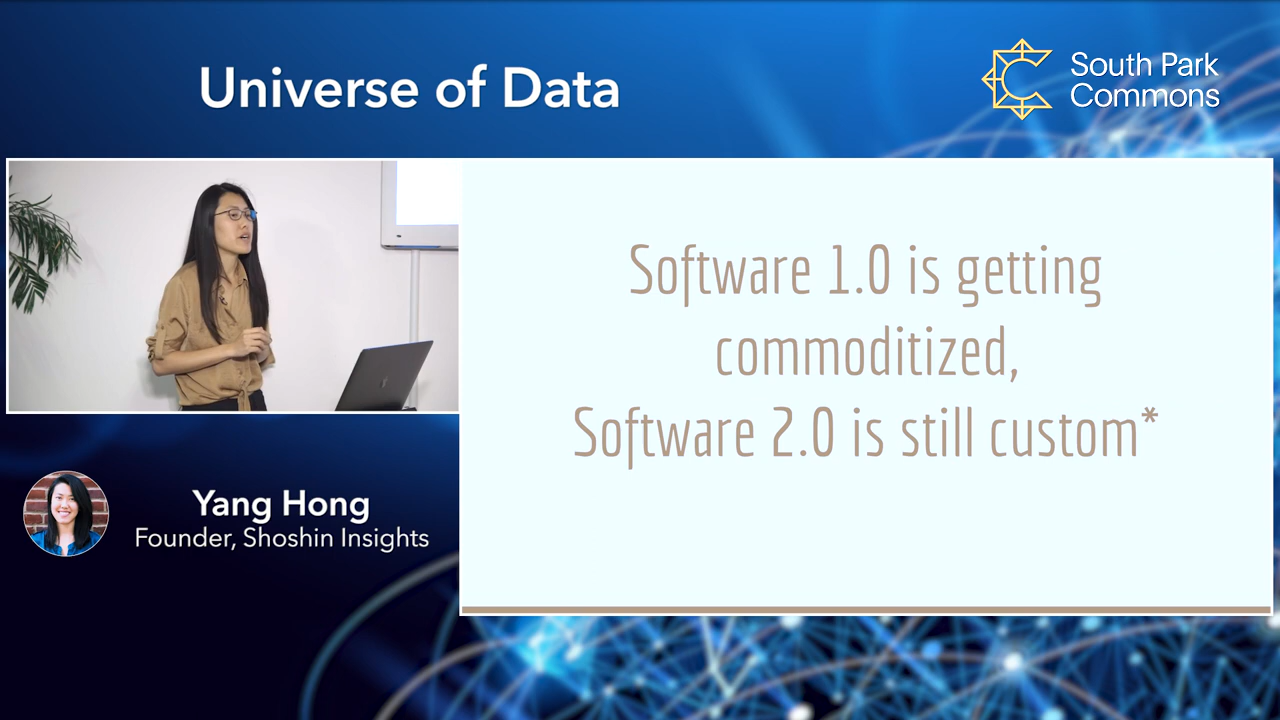 Universe of Data
South Park
Commons
Software 1.0 is getting
commoditized,
Software 2.0 is still custom*
Yang Hong
Founder, Shoshin Insights